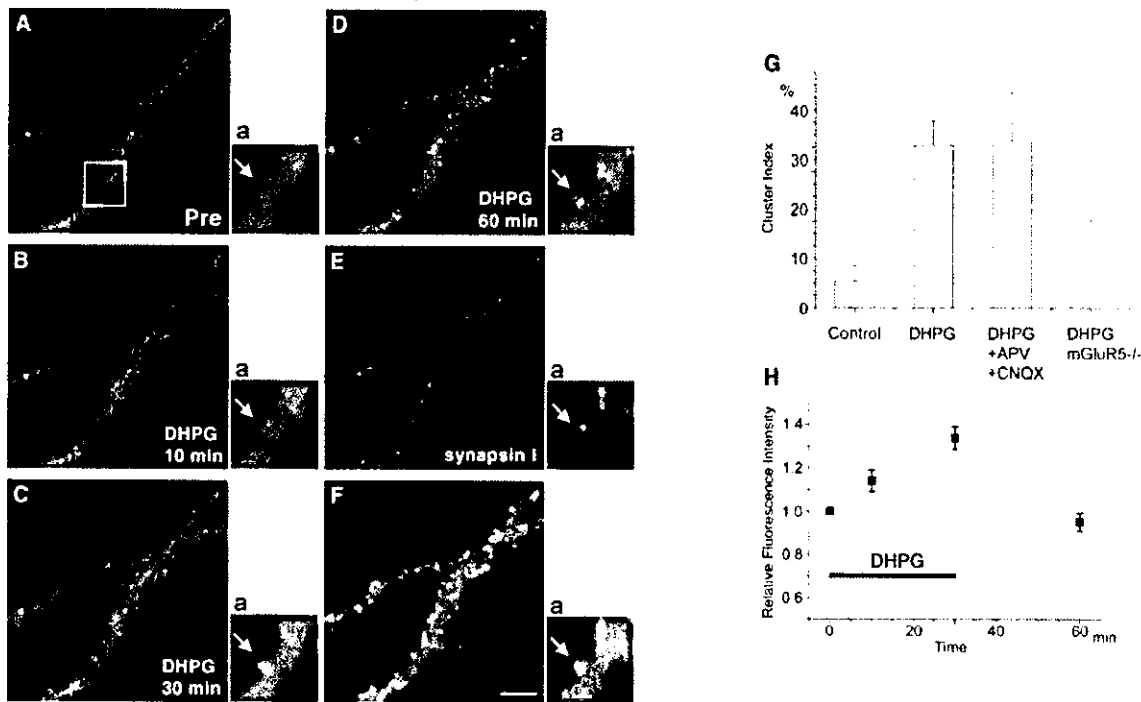 A
Pre
a
B
DHPG
10 min
a
C
DHPG
30 min
a
D
DHPG
60 min
a
E
synapsin I
a
F
a
G
%
40
30
20
10
0
Cluster Index
Control
DHPG
DHPG
+APV
+CNQX
DHPG
mGluR5-/-
H
Relative Fluorescence Intensity
1.4
1.2
1.0
0.8
0.6
DHPG
0
20
40
60
min
Time